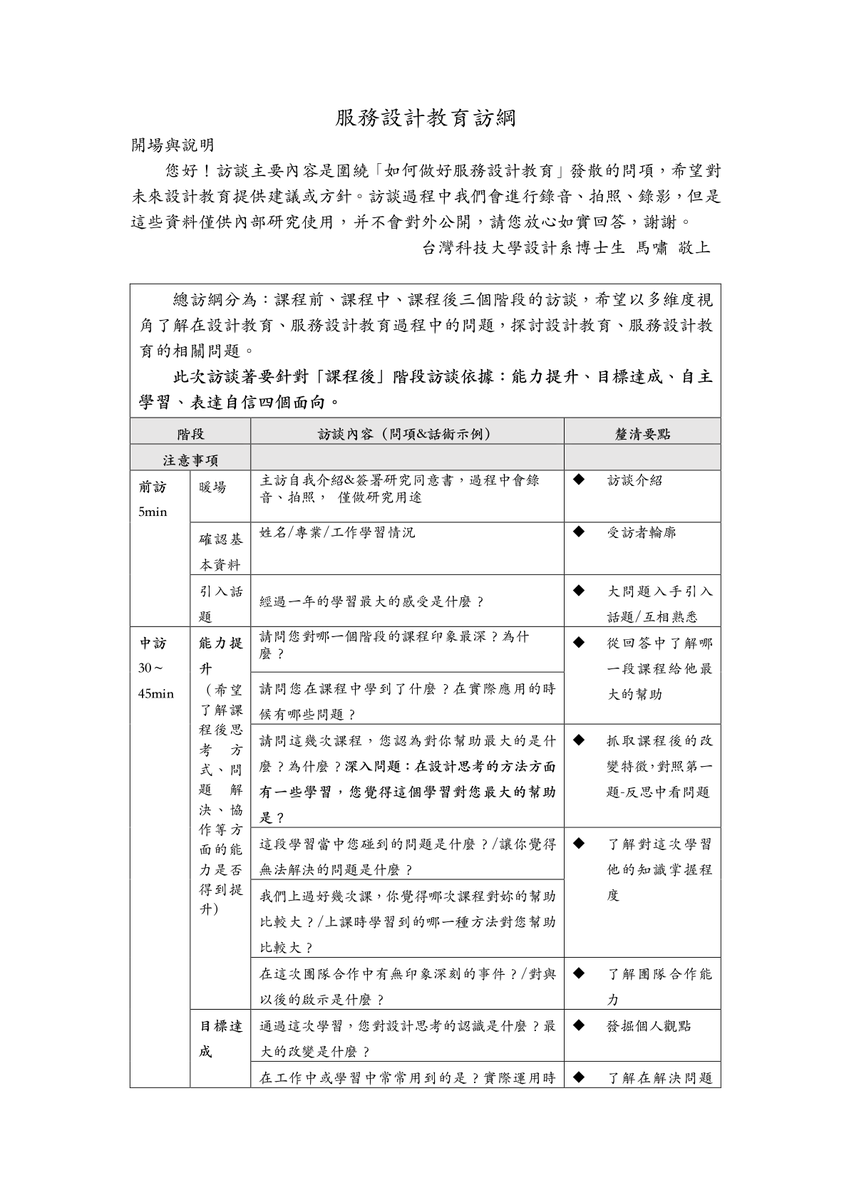 服務設計教育訪綱
開場與說明
您好！訪談主要內容是圍繞「如何做好服務設計教育」發散的問項，希望對
未來設計教育提供建議或方針。訪談過程中我們會進行錄音、拍照、錄影，但是
這些資料僅供內部研究使用，并不會對外公開，請您放心如實回答，謝謝。
台灣科技大學設計系博士生 馬嘯 敬上
總訪綱分為：課程前、課程中、課程後三個階段的訪談，希望以多維度視
角了解在設計教育、服務設計教育過程中的問題，探討設計教育、服務設計教
育的相關問題。
此次訪談著要針對「課程後」階段訪談依據：能力提升、目標達成、自主
學習、表達自信四個面向。
階段
訪談內容（問項&話術示例）
釐清要點
注意事項
前訪
5min
暖場
主訪自我介紹&簽署研究同意書，過程中會錄
音、拍照， 僅做研究用途
◆ 訪談介紹
確認基
本資料
姓名/專業/工作學習情況
◆ 受訪者輪廓
引入話
題
經過一年的學習最大的感受是什麼？
◆ 大問題入手引入
話題/互相熟悉
中訪
30～
45min
能力提
升
（希望
了解課
程後思
考方
式、問
題解
決、協
作等方
面的能
力是否
得到提
升）
請問您對哪一個階段的課程印象最深？為什
麼？
◆ 從回答中了解哪
一段課程給他最
大的幫助
請問您在課程中學到了什麼？在實際應用的時
候有哪些問題？
請問這幾次課程，您認為對你幫助最大的是什
麼？為什麼？深入問題：在設計思考的方法方面
有一些學習，您覺得這個學習對您最大的幫助
是？
◆ 抓取課程後的改
變特徵，對照第一
題-反思中看問題
這段學習當中您碰到的問題是什麼？/讓你覺得
無法解決的問題是什麼？
◆ 了解對這次學習
他的知識掌握程
度
我們上過好幾次課，你覺得哪次課程對妳的幫助
比較大？/上課時學習到的哪一種方法對您幫助
比較大？
在這次團隊合作中有無印象深刻的事件？/對與
以後的啟示是什麼？
◆ 了解團隊合作能
力
目標達
成
通過這次學習，您對設計思考的認識是什麼？最
大的改變是什麼？
◆ 發掘個人觀點
在工作中或學習中常常用到的是？實際運用時
◆ 了解在解決問題